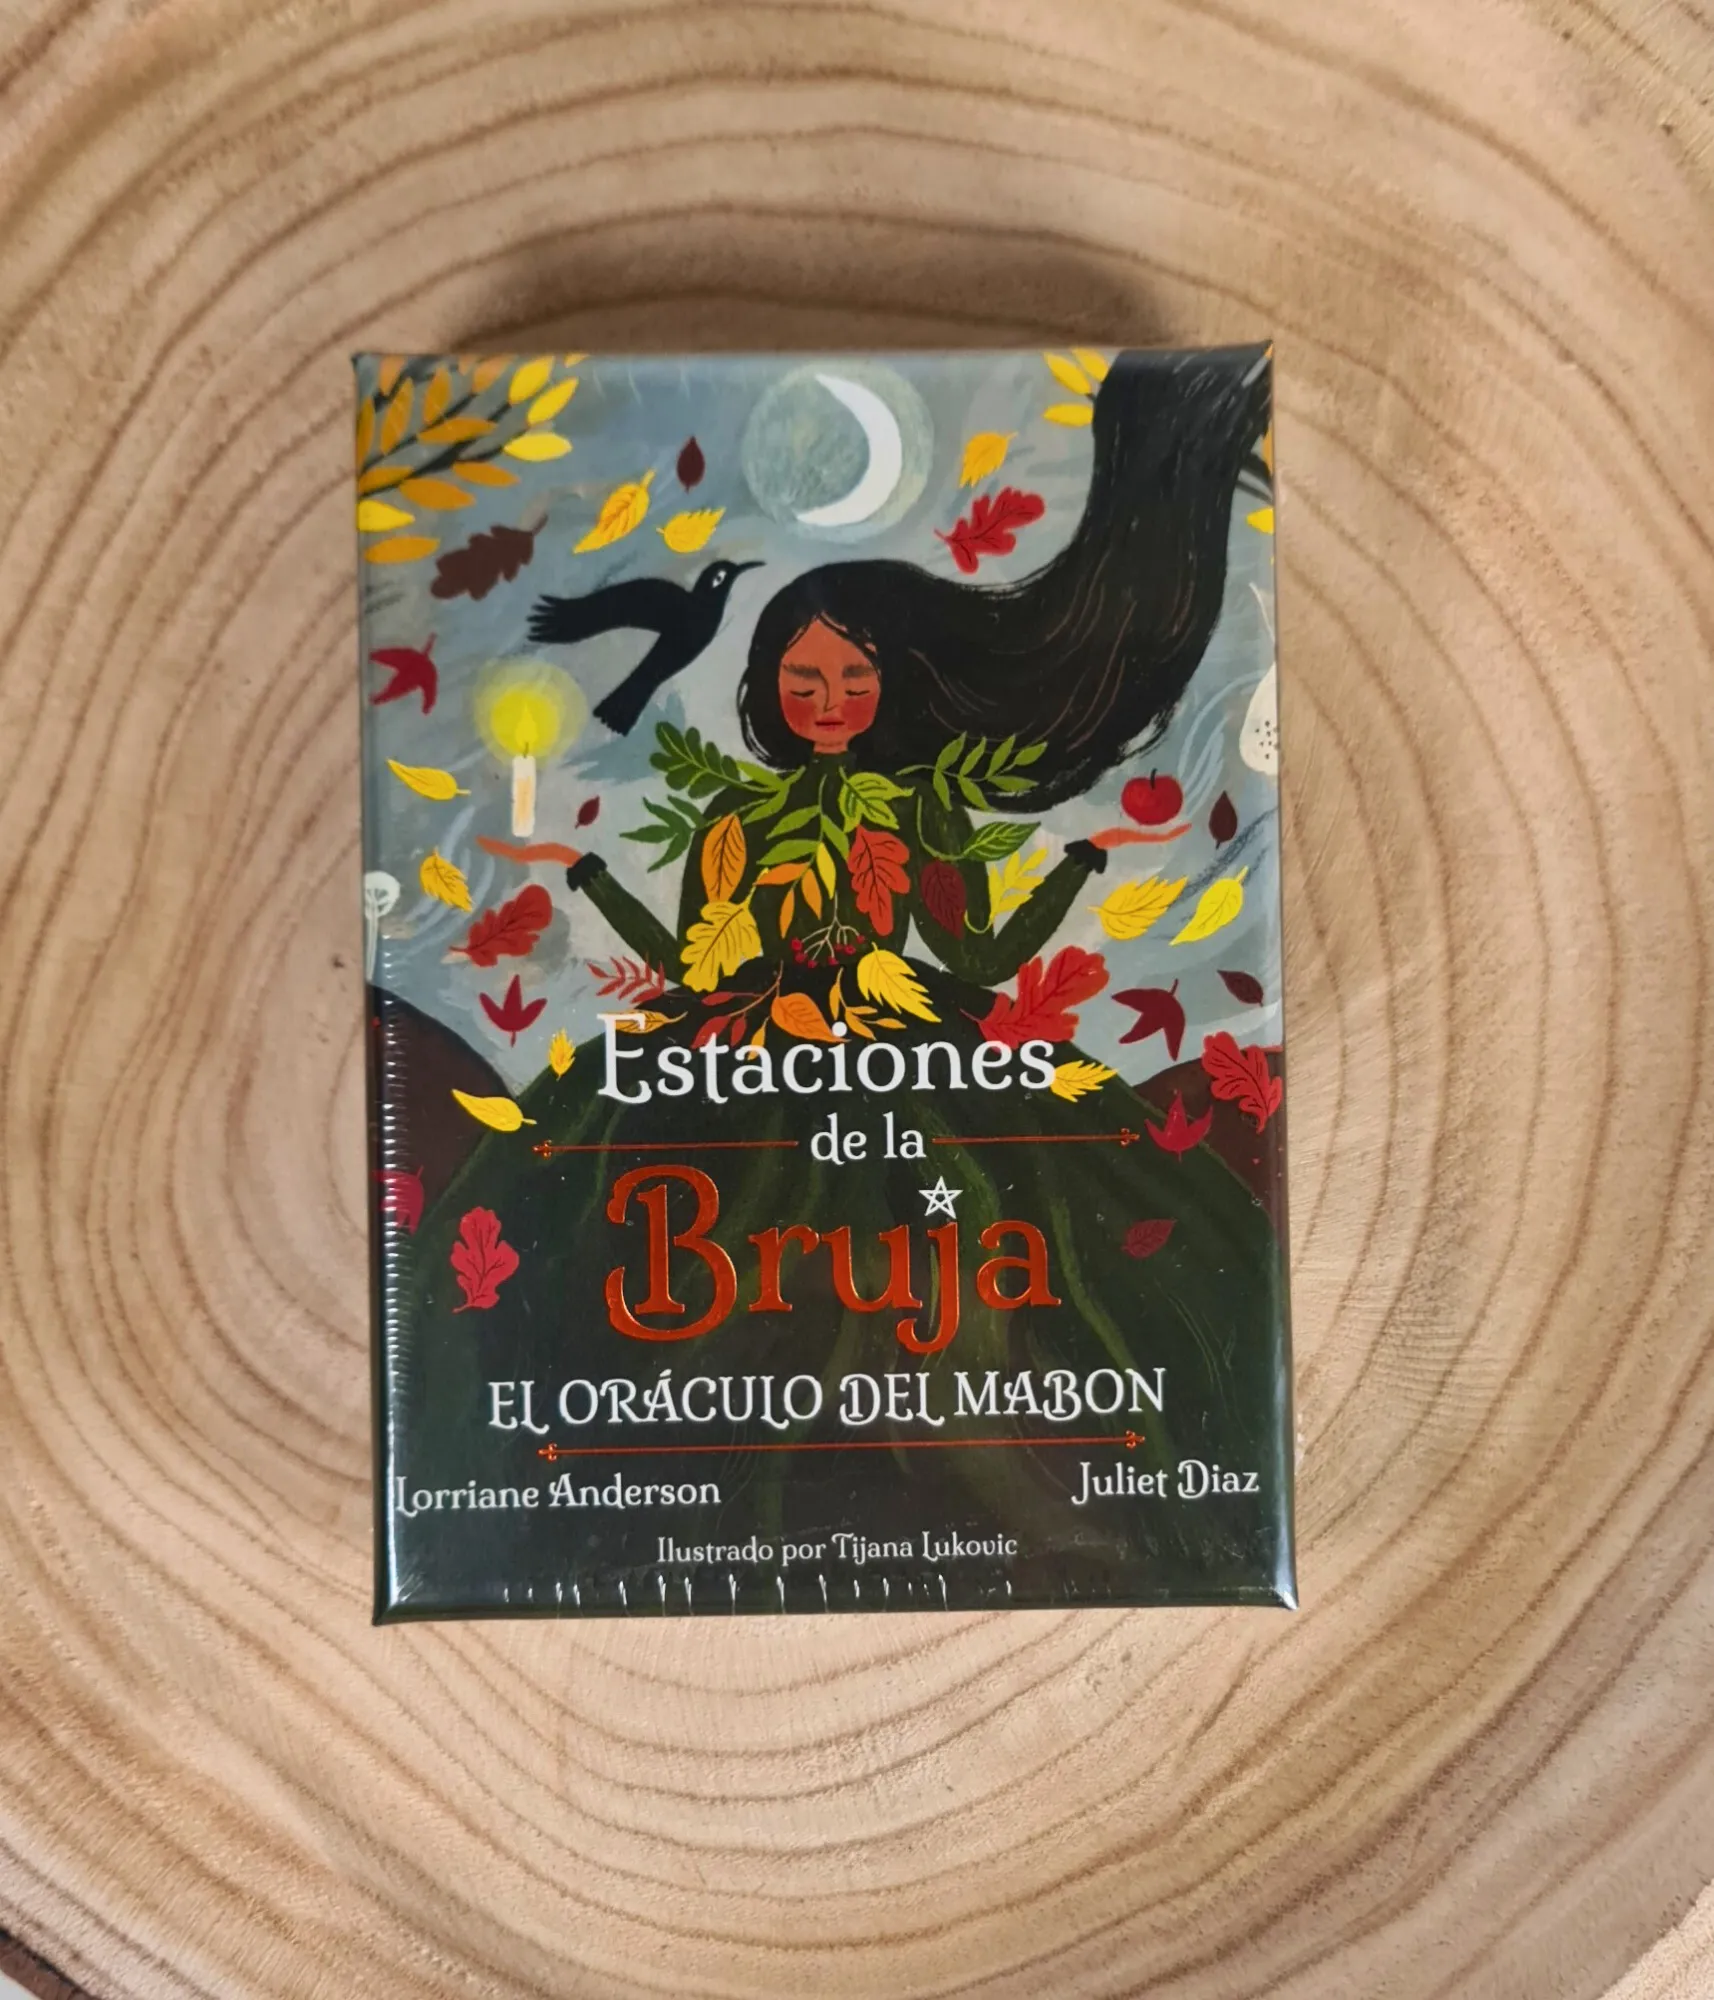 Estaciones
de la
Bruja
EL ORÁCULO DEL MABON
Lorriane Anderson
Juliet Diaz
Ilustrado por Tijana Lukovic